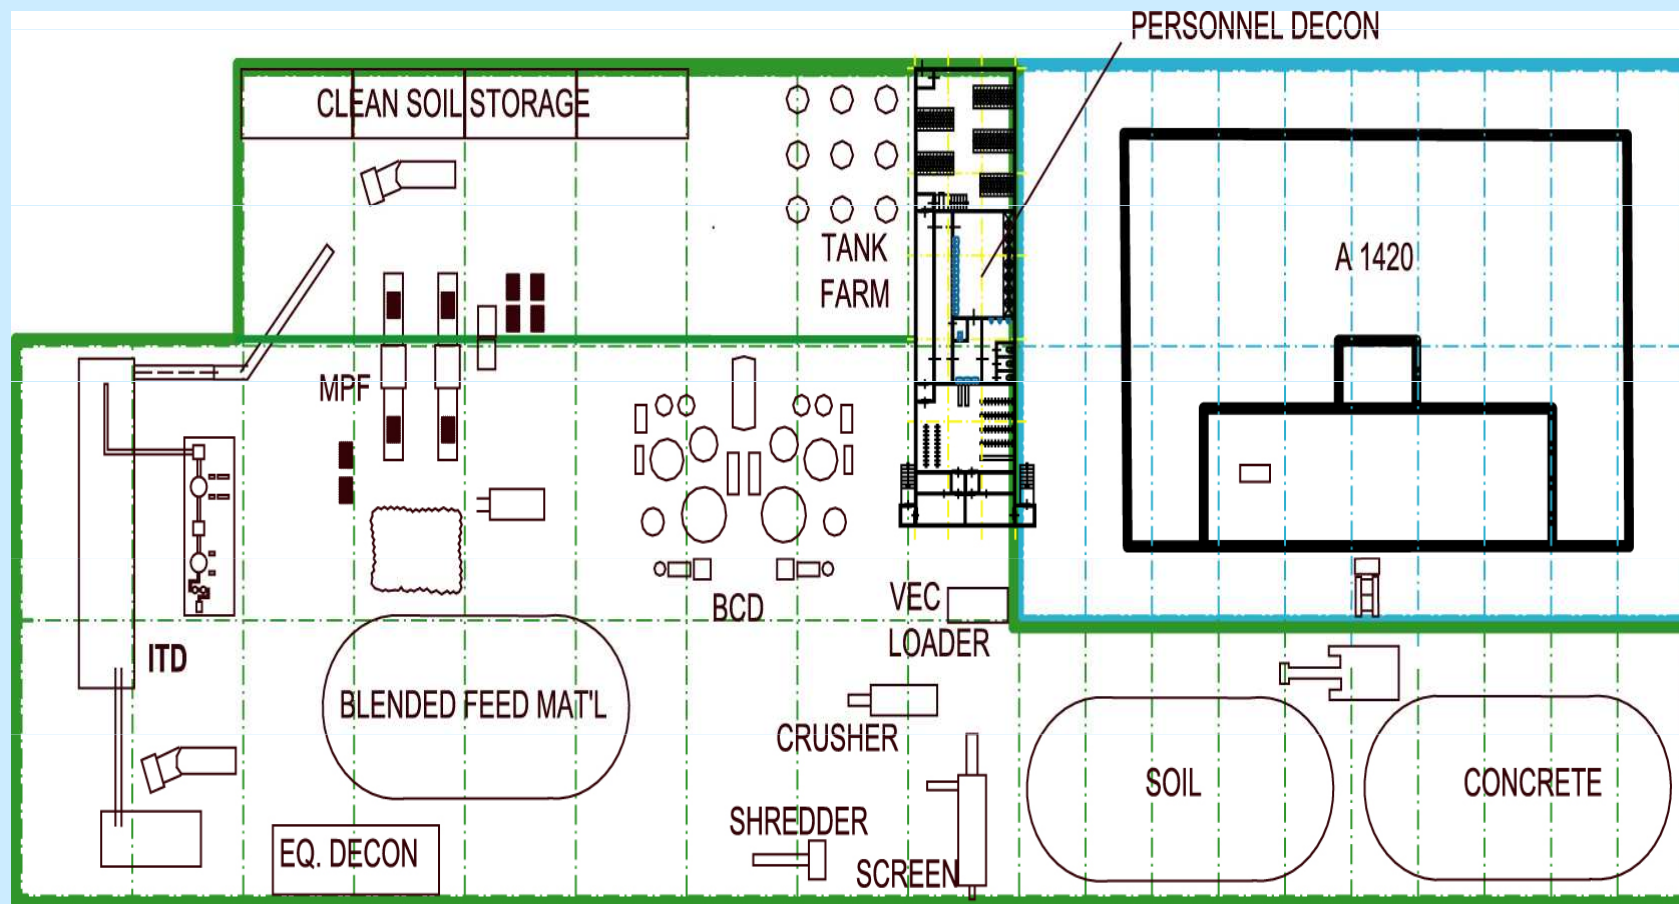 PERSONNEL DECON
CLEAN SOIL STORAGE
TANK
FARM
A 1420
MPF
BCD
VEC
LOADER
ITD
BLENDED FEED MAT'L
CRUSHER
SOIL
CONCRETE
SHREDDER
EQ. DECON
SCREEN